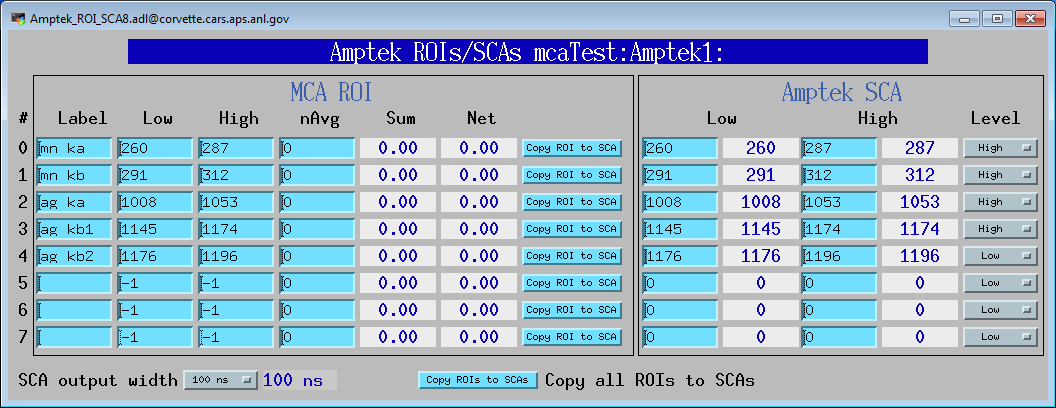 Amptek_ROI_SCA8.adl@corvette.cars.aps.anl.gov
Amptek ROIs/SCAs mcaTest:Amptek1:
MCA ROI Amptek SCA
# Label Low High nAvg Sum Net Low High Level
0 mn ka 260 287 0 0.00 0.00 Copy ROI to SCA 260 260 287 287 High
1 mn kb 291 312 0 0.00 0.00 Copy ROI to SCA 291 291 312 312 High
2 ag ka 1008 1053 0 0.00 0.00 Copy ROI to SCA 1008 1008 1053 1053 High
3 ag kb1 1145 1174 0 0.00 0.00 Copy ROI to SCA 1145 1145 1174 1174 High
4 ag kb2 1176 1196 0 0.00 0.00 Copy ROI to SCA 1176 1176 1196 1196 Low
5 -1 -1 0 0.00 0.00 Copy ROI to SCA 0 0 0 0 Low
6 -1 -1 0 0.00 0.00 Copy ROI to SCA 0 0 0 0 Low
7 -1 -1 0 0.00 0.00 Copy ROI to SCA 0 0 0 0 Low
SCA output width 100 ns 100 ns Copy ROIs to SCAs Copy all ROIs to SCAs